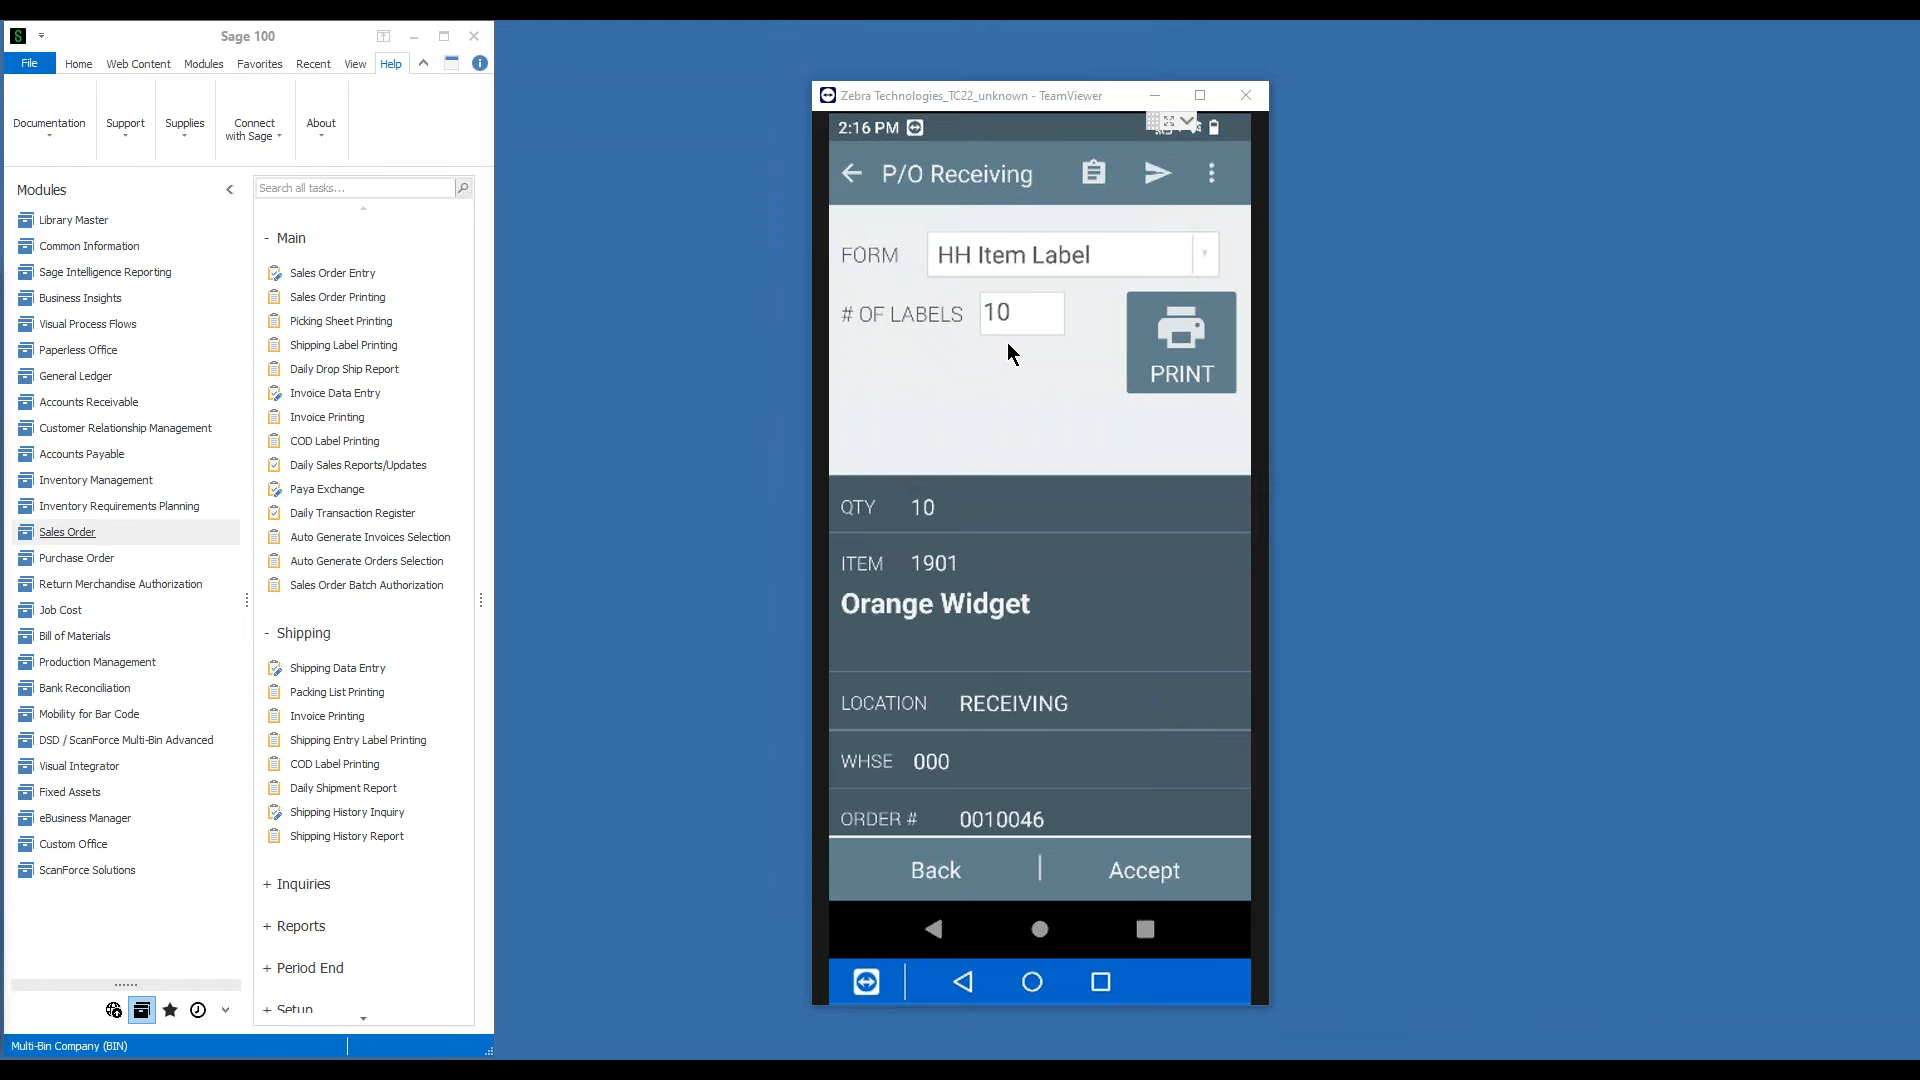 Sage 100
File Home Web Content Modules Favorites Recent View Help
Documentation Support Supplies Connect with Sage About
Modules
Library Master
Common Information
Sage Intelligence Reporting
Business Insights
Visual Process Flows
Paperless Office
General Ledger
Accounts Receivable
Customer Relationship Management
Accounts Payable
Inventory Management
Inventory Requirements Planning
Sales Order
Purchase Order
Return Merchandise Authorization
Job Cost
Bill of Materials
Production Management
Bank Reconciliation
Mobility for Bar Code
DSD / ScanForce Multi-Bin Advanced
Visual Integrator
Fixed Assets
eBusiness Manager
Custom Office
ScanForce Solutions
Multi-Bin Company (BIN)
Search all tasks...
- Main
Sales Order Entry
Sales Order Printing
Picking Sheet Printing
Shipping Label Printing
Daily Drop Ship Report
Invoice Data Entry
Invoice Printing
COD Label Printing
Daily Sales Reports/Updates
Paya Exchange
Daily Transaction Register
Auto Generate Invoices Selection
Auto Generate Orders Selection
Sales Order Batch Authorization
- Shipping
Shipping Data Entry
Packing List Printing
Invoice Printing
Shipping Entry Label Printing
COD Label Printing
Daily Shipment Report
Shipping History Inquiry
Shipping History Report
+ Inquiries
+ Reports
+ Period End
+ Setup
Zebra Technologies_TC22_unknown - TeamViewer
2:16 PM
P/O Receiving
FORM HH Item Label
# OF LABELS 10
PRINT
QTY 10
ITEM 1901
Orange Widget
LOCATION RECEIVING
WHSE 000
ORDER # 0010046
Back | Accept